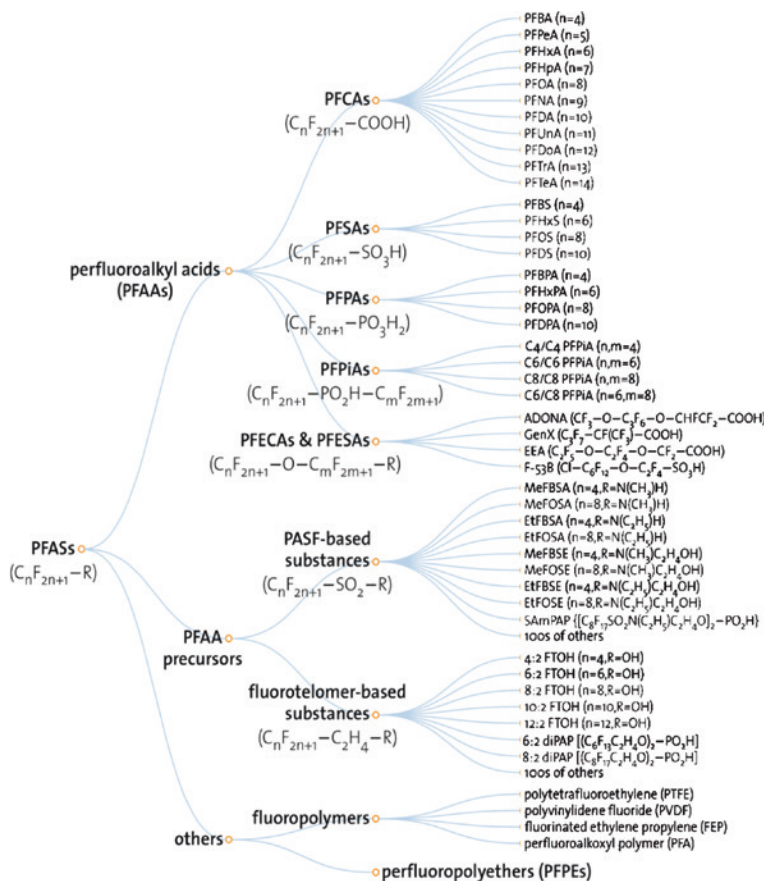 PFBA (n=4)
PFPeA (n=5)
PFHxA (n=6)
PFHpA (n=7)
PFOA (n=8)
PFNA (n=9)
PFDA (n=10)
PFUnA (n=11)
PFDoA (n=12)
PFTrA (n=13)
PFTeA (n=14)
PFCAs
(CₙF₂ₙ₊₁–COOH)
PFBS (n=4)
PFHxS (n=6)
PFOS (n=8)
PFDS (n=10)
PFSAs
(CₙF₂ₙ₊₁–SO₃H)
perfluoroalkyl acids
(PFAAs)
PFBPA (n=4)
PFHxPA (n=6)
PFOPA (n=8)
PFDPA (n=10)
PFPAs
(CₙF₂ₙ₊₁–PO₃H₂)
C4/C4 PFPiA (n,m=4)
C6/C6 PFPiA (n,m=6)
C8/C8 PFPiA (n,m=8)
C6/C8 PFPiA (n=6,m=8)
PFPiAs
(CₙF₂ₙ₊₁–PO₂H–CₘF₂ₘ₊₁)
ADONA (CF₃–O–C₃F₆–O–CHFCF₂–COOH)
GenX (C₃F₇–CF(CF₃)–COOH)
EEA (C₂F₅–O–C₂F₄–O–CF₂–COOH)
F-53B (Cl–C₆F₁₂–O–C₂F₄–SO₃H)
PFECAs & PFESAs
(CₙF₂ₙ₊₁–O–CₘF₂ₘ₊₁–R)
MeFBSA (n=4,R=N(CH₃)H)
MeFOSA (n=8,R=N(CH₃)H)
EtFBSA (n=4,R=N(C₂H₅)H)
EtFOSA (n=8,R=N(C₂H₅)H)
MeFBSE (n=4,R=N(CH₃)C₂H₄OH)
MeFOSE (n=8,R=N(CH₃)C₂H₄OH)
EtFBSE (n=4,R=N(C₂H₅)C₂H₄OH)
EtFOSE (n=8,R=N(C₂H₅)C₂H₄OH)
SAmPAP {[C₈F₁₇SO₂N(C₂H₅)C₂H₄O]₂–PO₂H}
100s of others
PASF-based
substances
(CₙF₂ₙ₊₁–SO₂–R)
PFASs
(CₙF₂ₙ₊₁–R)
PFAA
precursors
4:2 FTOH (n=4,R=OH)
6:2 FTOH (n=6,R=OH)
8:2 FTOH (n=8,R=OH)
10:2 FTOH (n=10,R=OH)
12:2 FTOH (n=12,R=OH)
6:2 diPAP [(C₆F₁₃C₂H₄O)₂–PO₂H]
8:2 diPAP [(C₈F₁₇C₂H₄O)₂–PO₂H]
100s of others
fluorotelomer-based
substances
(CₙF₂ₙ₊₁–C₂H₄–R)
polytetrafluoroethylene (PTFE)
polyvinylidene fluoride (PVDF)
fluorinated ethylene propylene (FEP)
perfluoroalkoxyl polymer (PFA)
fluoropolymers
others
perfluoropolyethers (PFPEs)